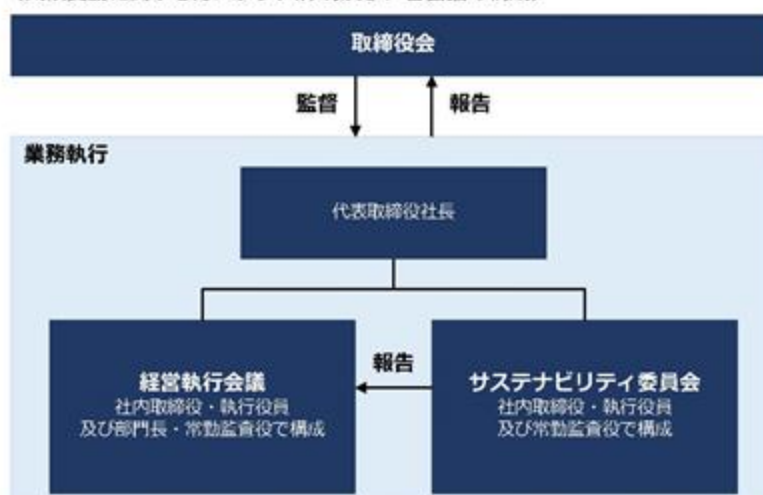 取締役会
監督
報告
業務執行
代表取締役社長
経営執行会議
社内取締役・執行役員
及び部門長・常勤監査役で構成
報告
サステナビリティ委員会
社内取締役・執行役員
及び常勤監査役で構成